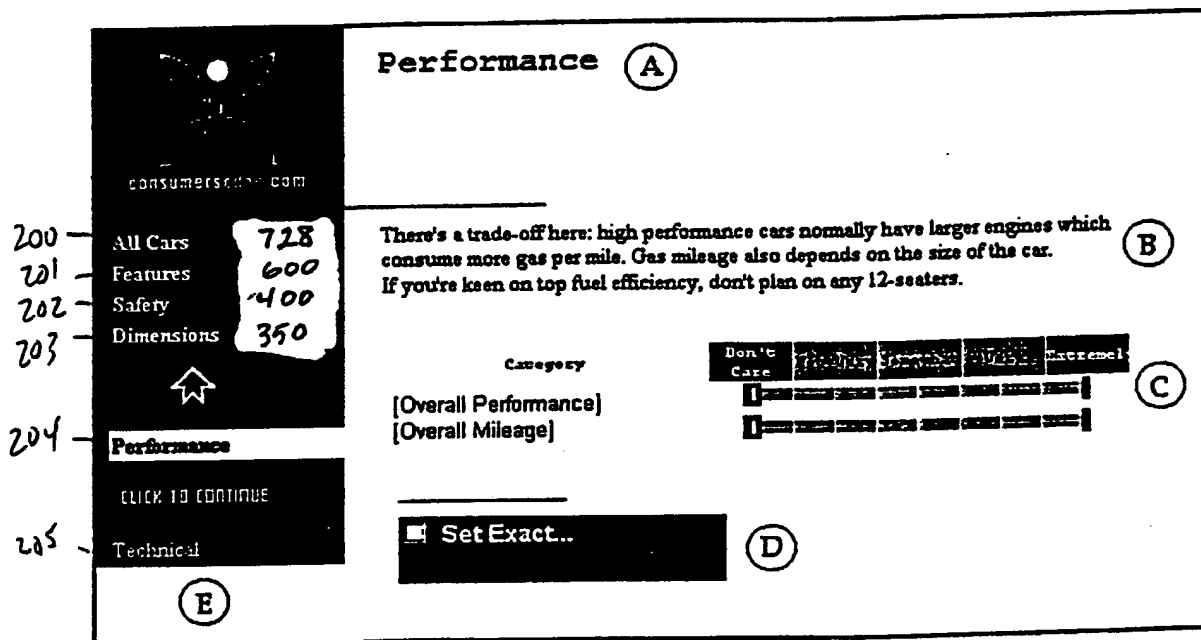 Performance A
200 All Cars 728
201 Features 600
202 Safety 400
203 Dimensions 350
204 Performance
CLICK TO CONTINUE
205 Technical
E
There's a trade-off here: high performance cars normally have larger engines which
consume more gas per mile. Gas mileage also depends on the size of the car.
If you're keen on top fuel efficiency, don't plan on any 12-seaters.
B
Category Don't Care Extremel
[Overall Performance]
[Overall Mileage]
C
Set Exact...
D